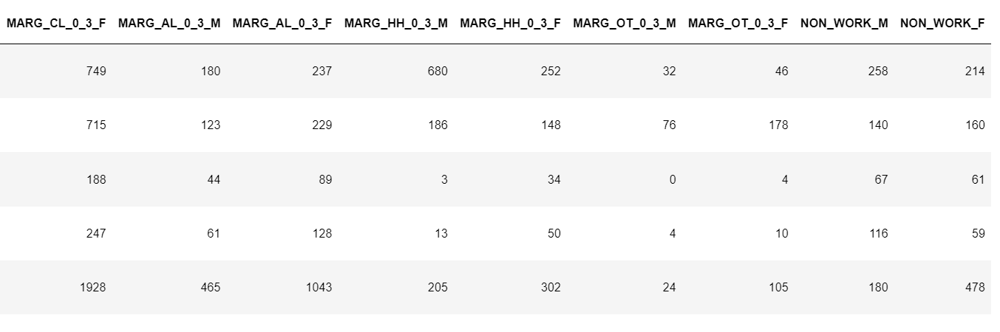 MARG_CL_0_3_F MARG_AL_0_3_M MARG_AL_0_3_F MARG_HH_0_3_M MARG_HH_0_3_F MARG_OT_0_3_M MARG_OT_0_3_F NON_WORK_M NON_WORK_F
749 180 237 680 252 32 46 258 214
715 123 229 186 148 76 178 140 160
188 44 89 3 34 0 4 67 61
247 61 128 13 50 4 10 116 59
1928 465 1043 205 302 24 105 180 478